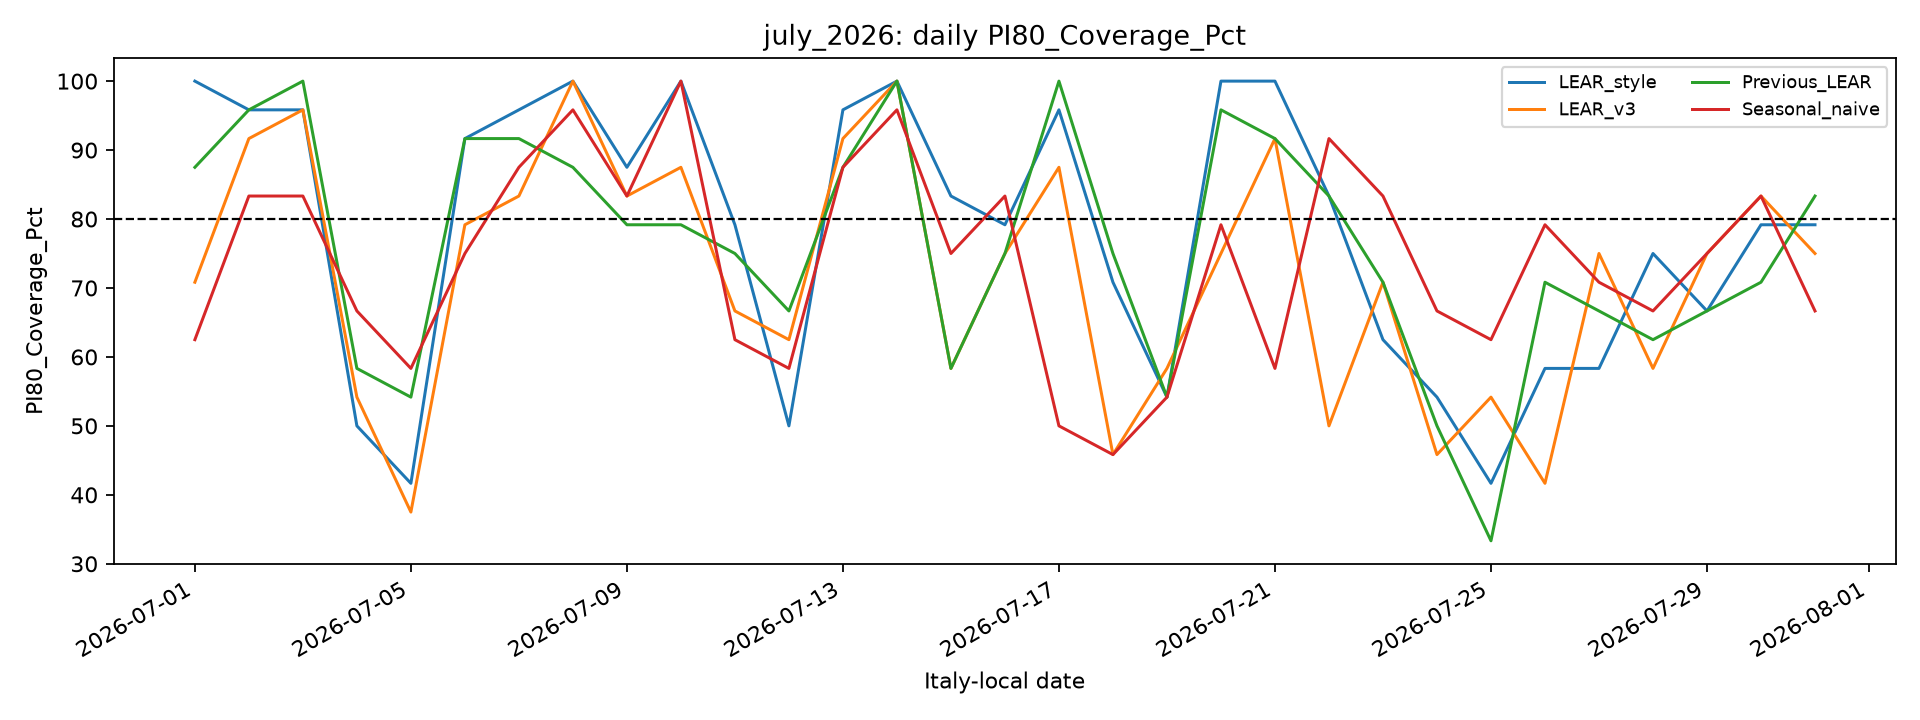 july_2026: daily PI80_Coverage_Pct
LEAR_style
LEAR_v3
Previous_LEAR
Seasonal_naive
PI80_Coverage_Pct
100
90
80
70
60
50
40
30
2026-07-01
2026-07-05
2026-07-09
2026-07-13
2026-07-17
2026-07-21
2026-07-25
2026-07-29
2026-08-01
Italy-local date